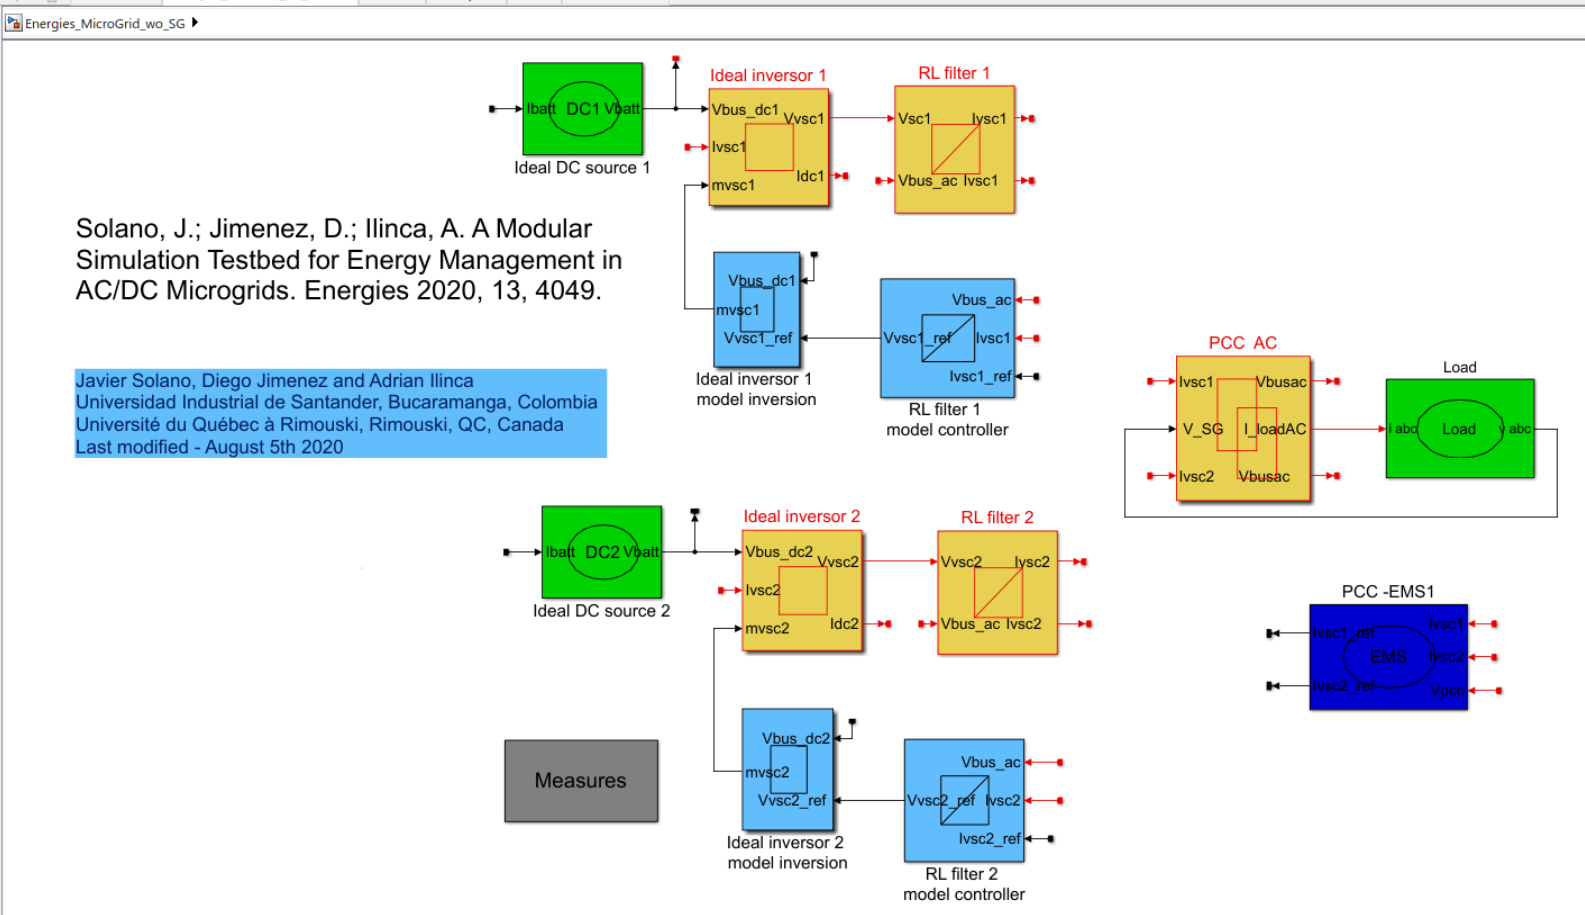 Energies_MicroGrid_wo_SG
Ideal inversor 1
RL filter 1
Ibatt DC1 Vbatt
Ideal DC source 1
Vbus_dc1
Vvsc1
Ivsc1
Idc1
mvsc1
Vsc1
Ivsc1
Vbus_ac Ivsc1
Solano, J.; Jimenez, D.; Ilinca, A. A Modular
Simulation Testbed for Energy Management in
AC/DC Microgrids. Energies 2020, 13, 4049.
Vbus_dc1
mvsc1
Vvsc1_ref
Ideal inversor 1
model inversion
Vbus_ac
Vvsc1_ref
Ivsc1
Ivsc1_ref
RL filter 1
model controller
Javier Solano, Diego Jimenez and Adrian Ilinca
Universidad Industrial de Santander, Bucaramanga, Colombia
Université du Québec à Rimouski, Rimouski, QC, Canada
Last modified - August 5th 2020
PCC AC
Ivsc1
Vbusac
V_SG
I_loadAC
Ivsc2
Vbusac
Load
i abc Load v abc
Ideal inversor 2
RL filter 2
Ibatt DC2 Vbatt
Ideal DC source 2
Vbus_dc2
Vvsc2
Ivsc2
Idc2
mvsc2
Vvsc2
Ivsc2
Vbus_ac Ivsc2
PCC -EMS1
Ivsc1_ref
Ivsc1
EMS
Ivsc2
Ivsc2_ref
Vpcc
Measures
Vbus_dc2
mvsc2
Vvsc2_ref
Ideal inversor 2
model inversion
Vbus_ac
Vvsc2_ref
Ivsc2
Ivsc2_ref
RL filter 2
model controller